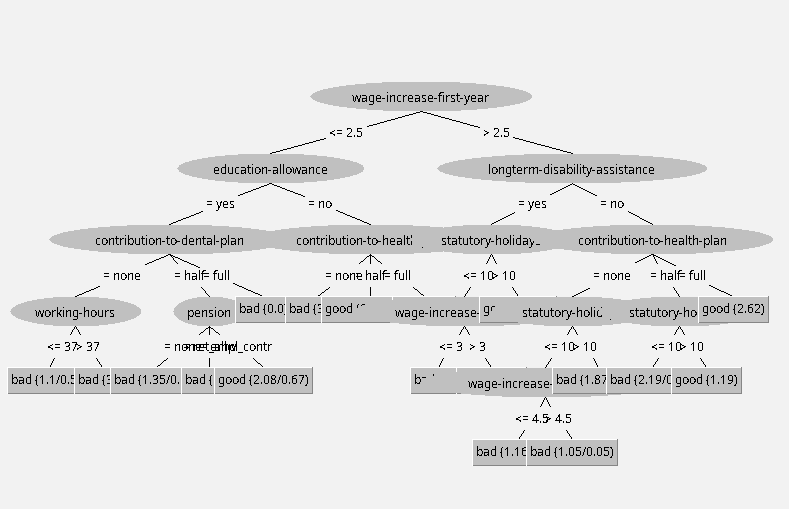 wage-increase-first-year
<= 2.5 > 2.5
education-allowance longterm-disability-assistance
= yes = no = yes = no
contribution-to-dental-plan contribution-to-healt statutory-holiday contribution-to-health-plan
= none = half = full = none = half = full <= 10 > 10 = none = half = full
working-hours pension bad {0.0 bad {3 good wage-increase- statutory-holid statutory-ho good {2.62}
<= 37 > 37 = none <= 3 > 3 <= 10 > 10 <= 10 > 10
bad {1.1/0.5 bad {3 bad {1.35/0. bad { good {2.08/0.67} wage-increase- bad {1.87 bad {2.19/0 good {1.19}
<= 4.5 > 4.5
bad {1.16 bad {1.05/0.05}